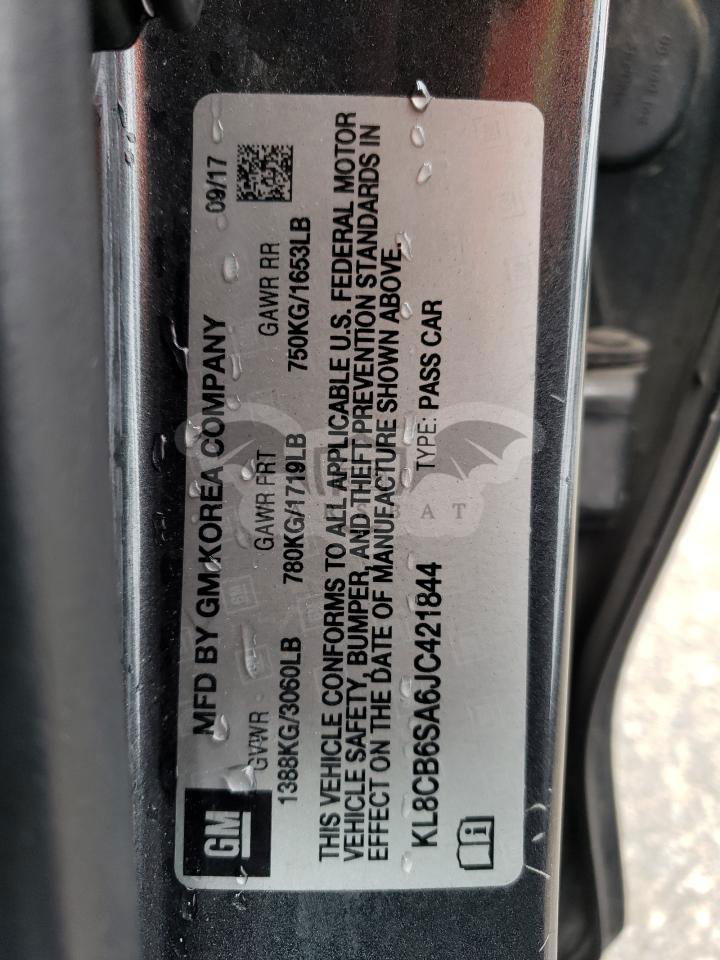 MFD BY GM KOREA COMPANY 09/17
GM
GVWR GAWR FRT GAWR RR
1388KG/3060LB 780KG/1719LB 750KG/1653LB
THIS VEHICLE CONFORMS TO ALL APPLICABLE U.S. FEDERAL MOTOR
VEHICLE SAFETY, BUMPER, AND THEFT PREVENTION STANDARDS IN
EFFECT ON THE DATE OF MANUFACTURE SHOWN ABOVE.
KL8CB6SA6JC421844 TYPE: PASS CAR